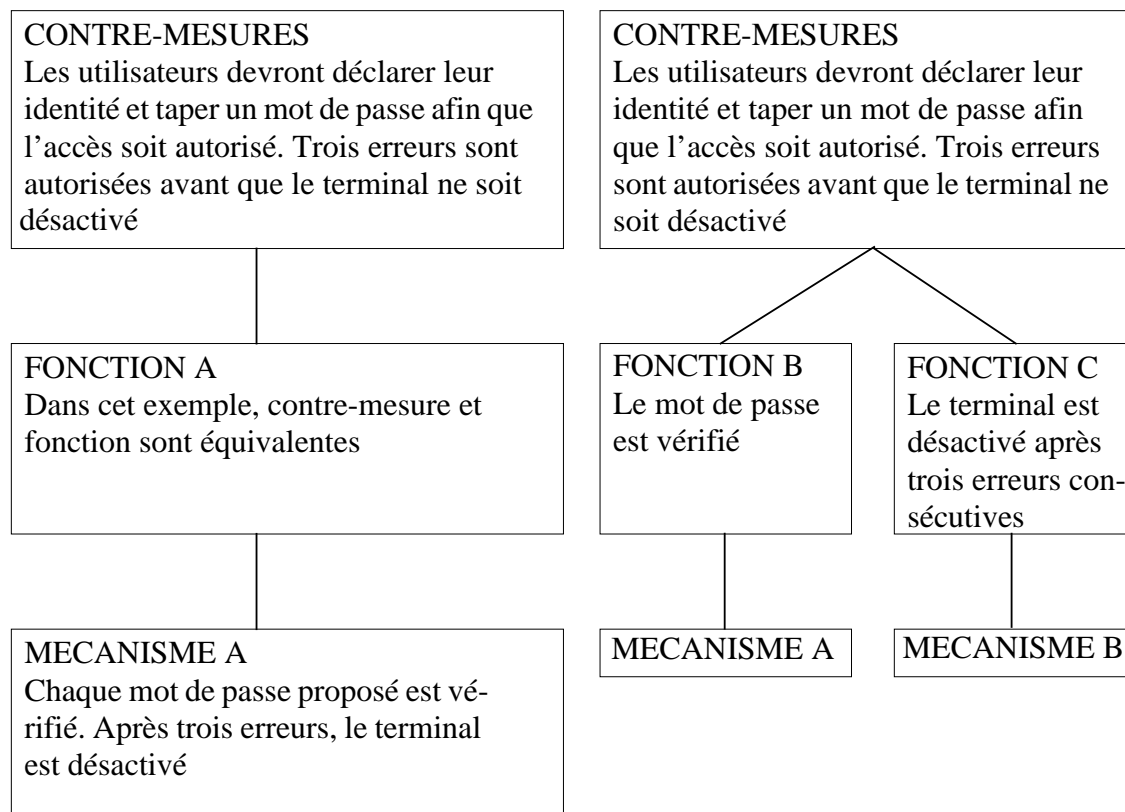 CONTRE-MESURES
Les utilisateurs devront déclarer leur
identité et taper un mot de passe afin que
l'accès soit autorisé. Trois erreurs sont
autorisées avant que le terminal ne soit
désactivé
FONCTION A
Dans cet exemple, contre-mesure et
fonction sont équivalentes
MECANISME A
Chaque mot de passe proposé est vé-
rifié. Après trois erreurs, le terminal
est désactivé
CONTRE-MESURES
Les utilisateurs devront déclarer leur
identité et taper un mot de passe afin
que l'accès soit autorisé. Trois erreurs
sont autorisées avant que le terminal ne
soit désactivé
FONCTION B
Le mot de passe
est vérifié
MECANISME A
FONCTION C
Le terminal est
désactivé après
trois erreurs con-
sécutives
MECANISME B